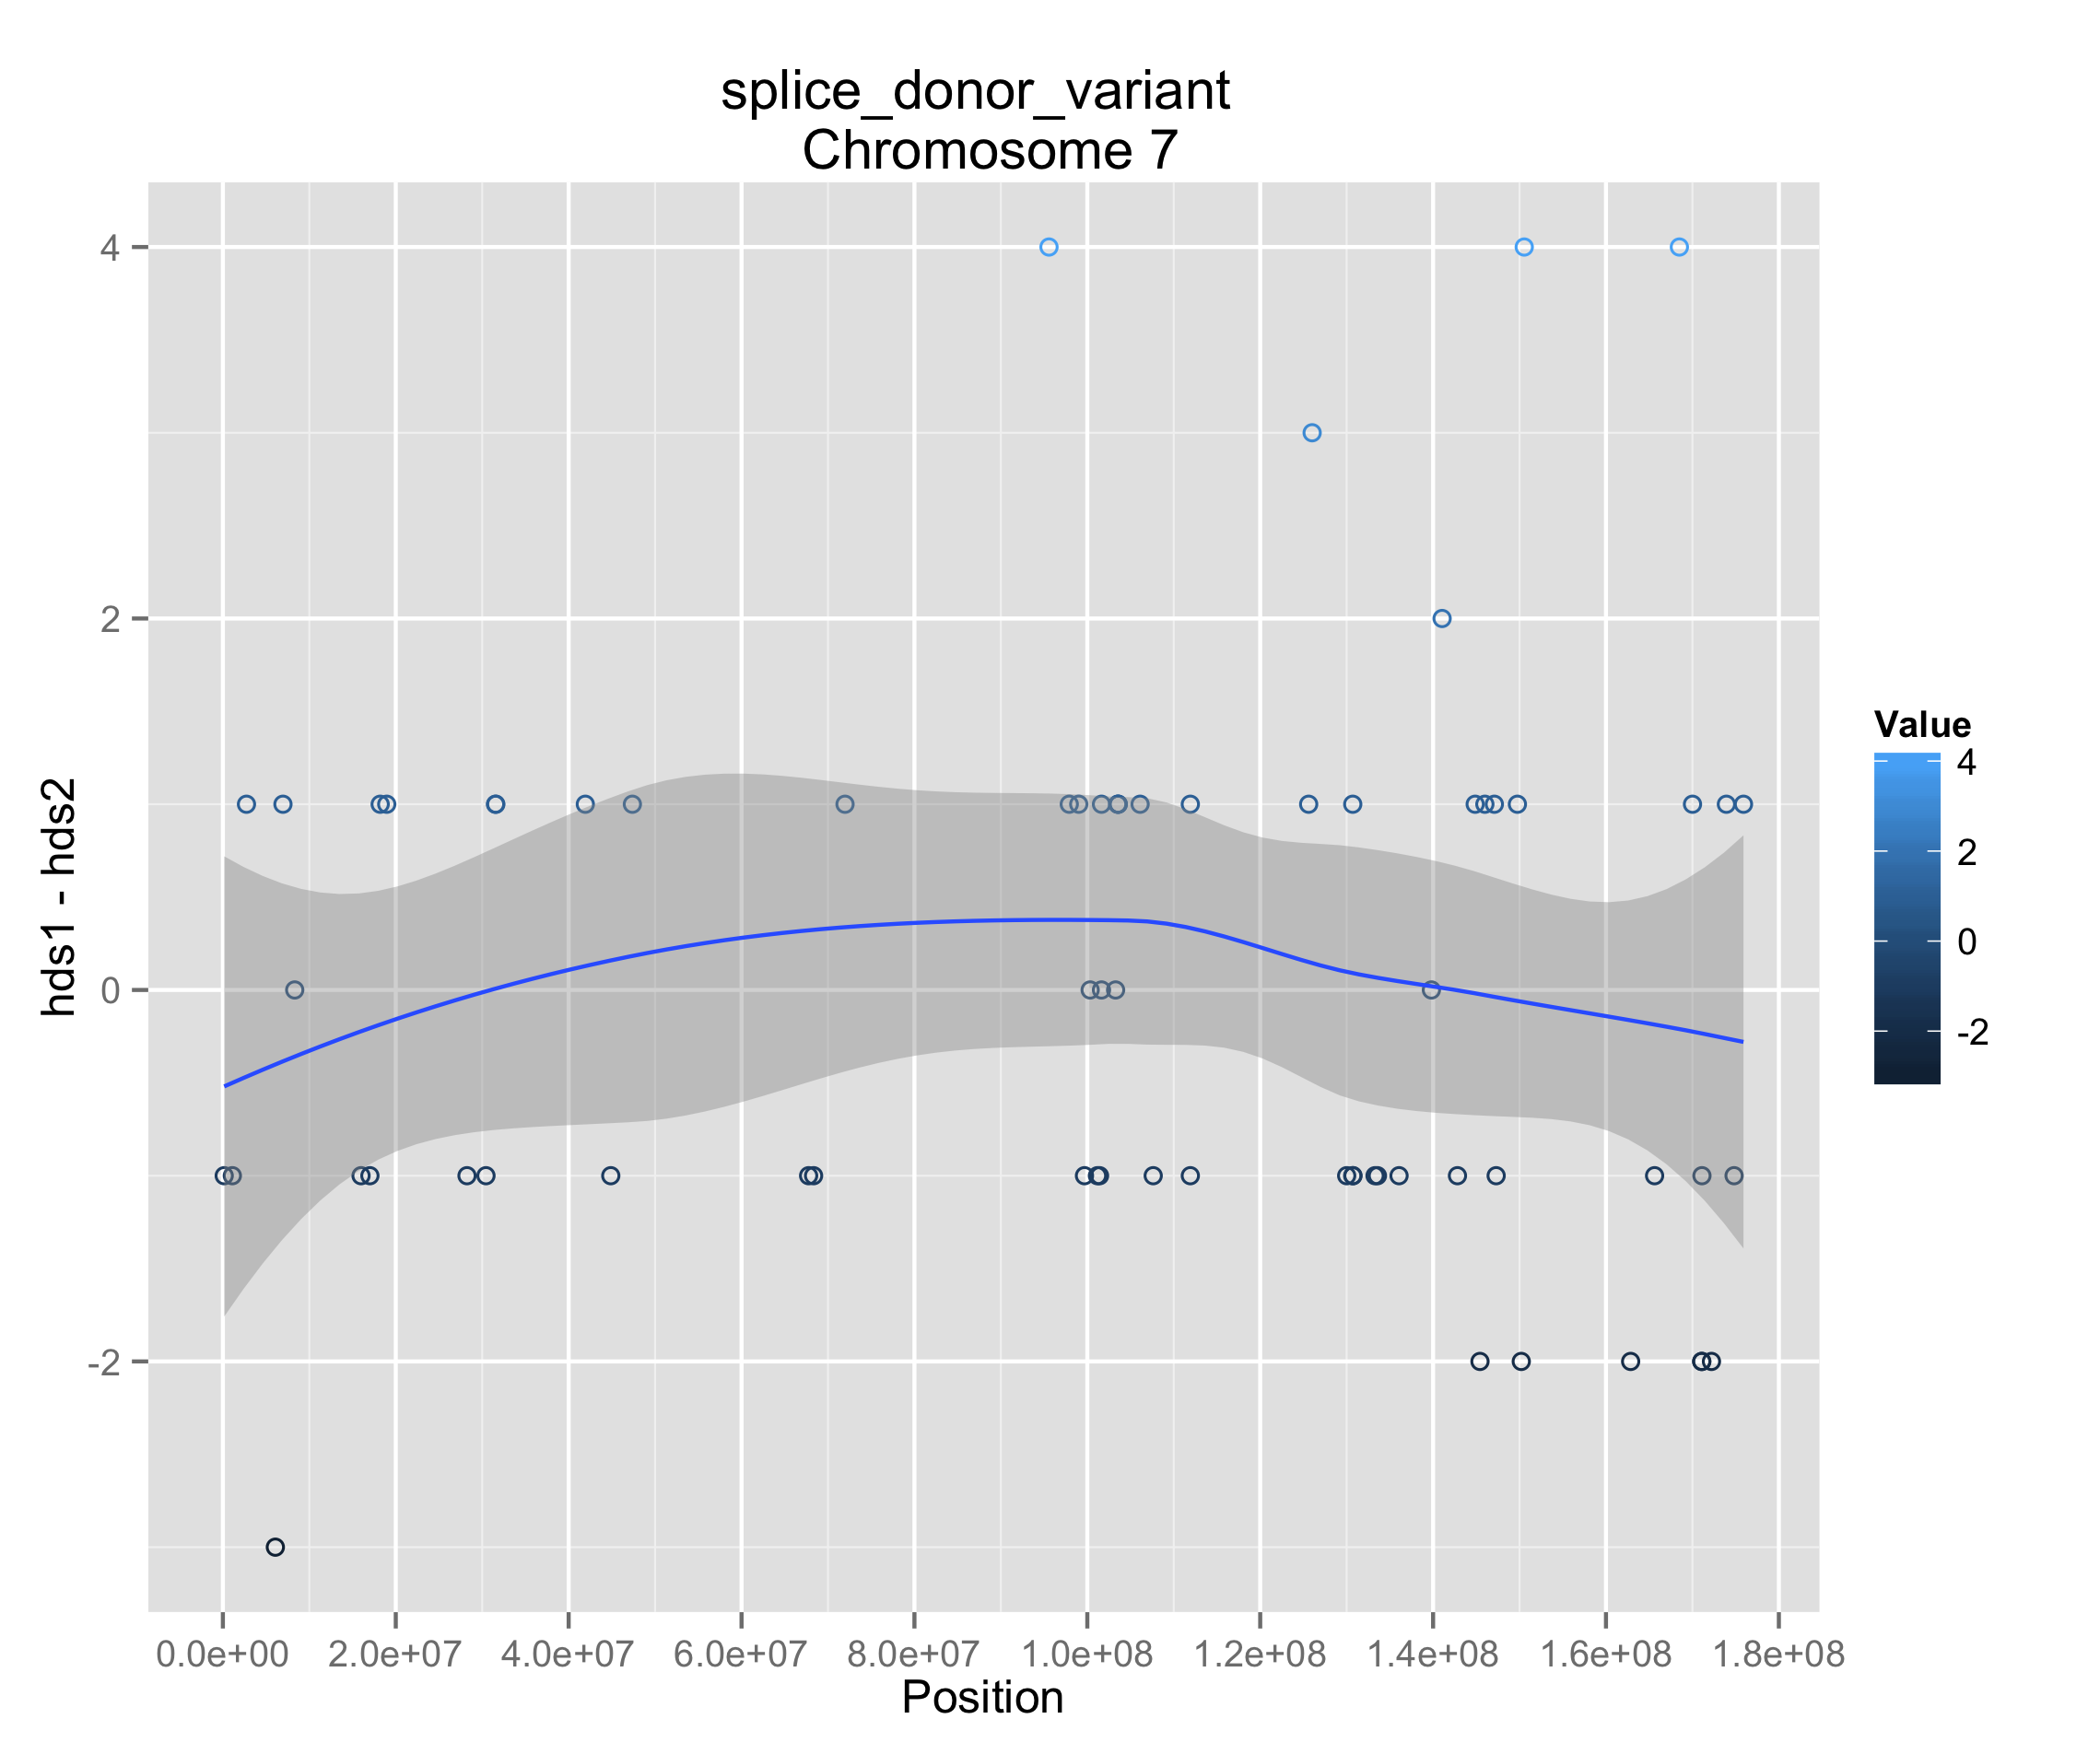 splice_donor_variant
Chromosome 7
hds1 - hds2
4
2
0
-2
0.0e+00 2.0e+07 4.0e+07 6.0e+07 8.0e+07 1.0e+08 1.2e+08 1.4e+08 1.6e+08 1.8e+08
Position
Value
4
2
0
-2